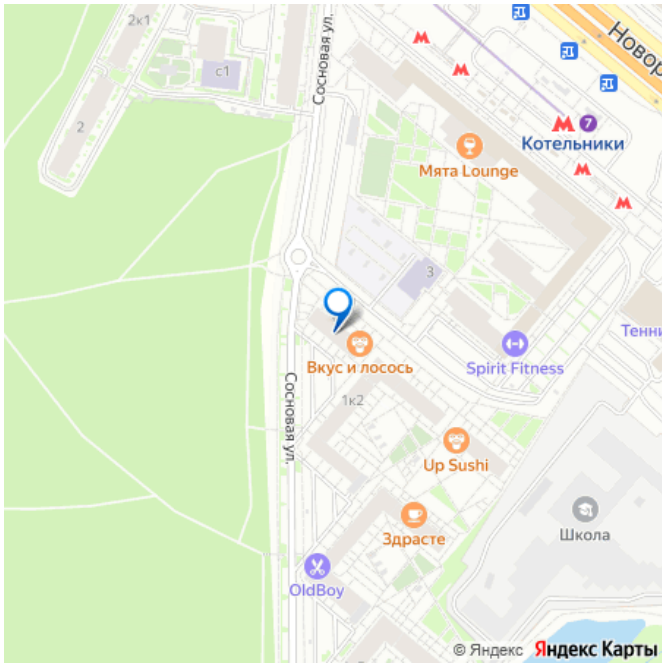 2к1
с1
Сосновая ул.
Новор
2
7
Котельники
Мята Lounge
3
Тенни
Вкус и лосось
Spirit Fitness
Сосновая ул.
1к2
Up Sushi
Здрасте
Школа
OldBoy
© Яндекс Яндекс Карты